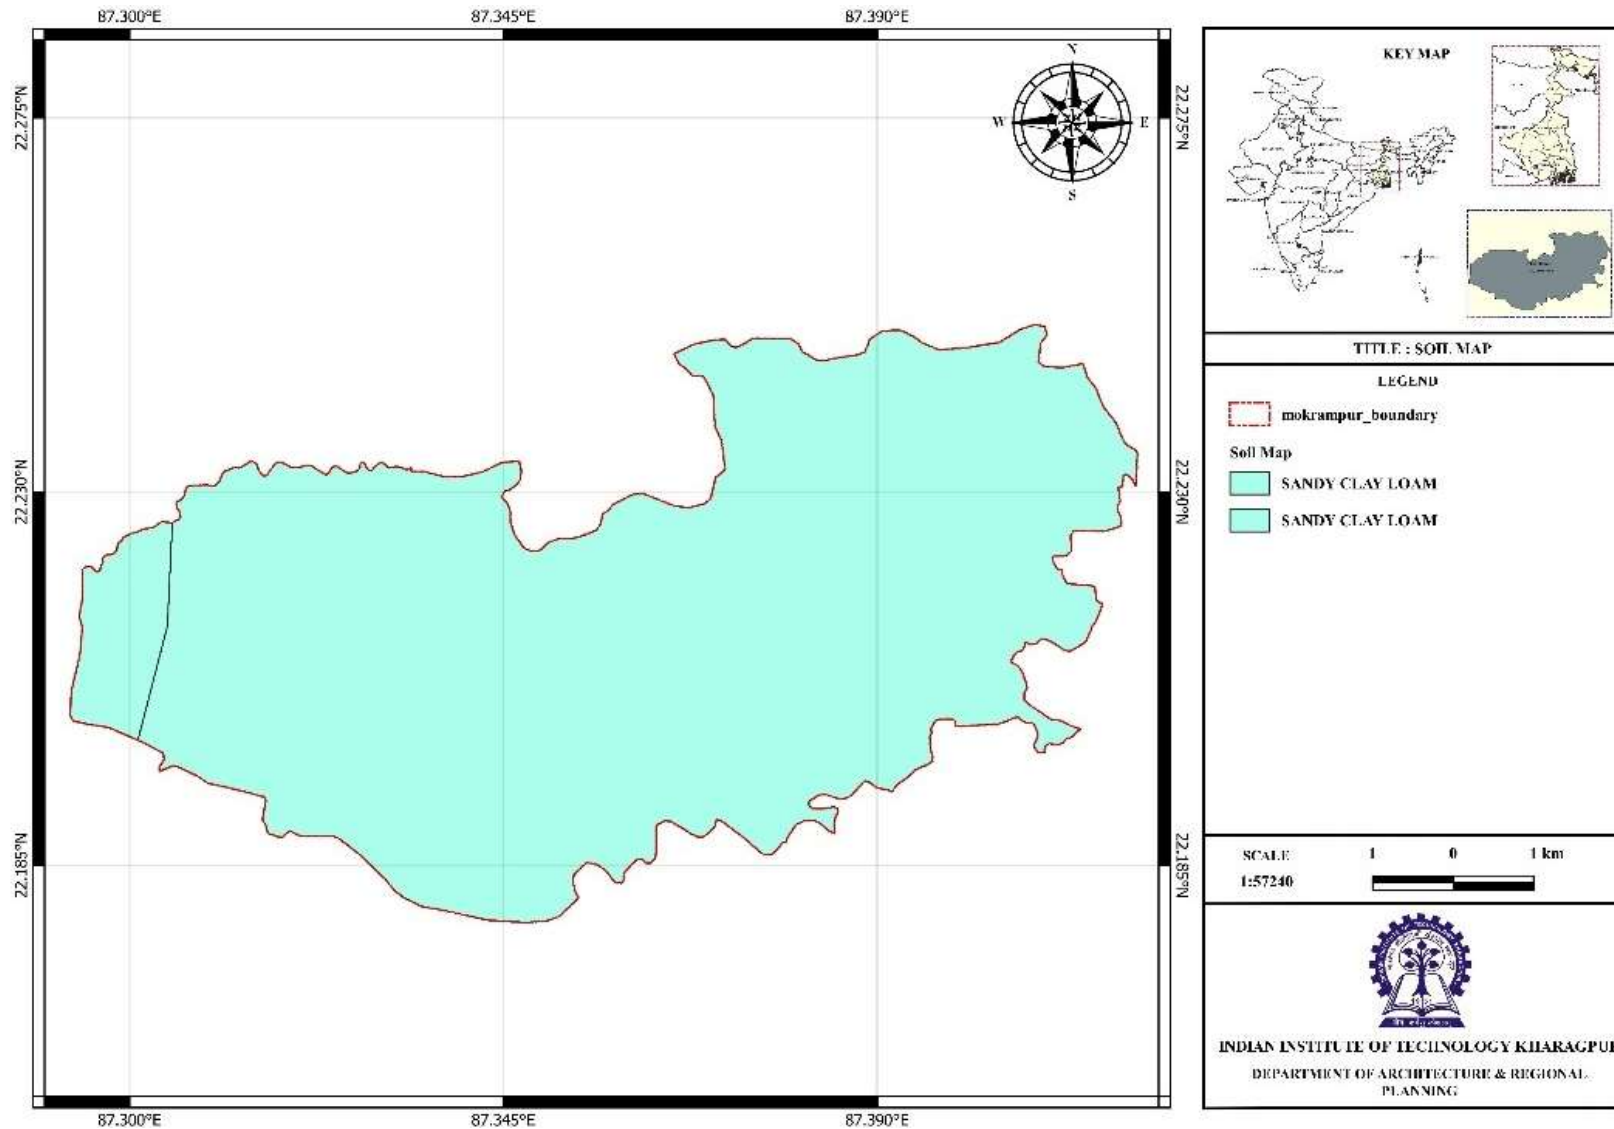 87.300°E 87.345°E 87.390°E
22.275°N
22.275°N
N
W E
S
22.230°N
22.230°N
22.185°N
22.185°N
87.300°E 87.345°E 87.390°E
KEY MAP
TITLE : SOIL MAP
LEGEND
mokrampur_boundary
Soil Map
SANDY CLAY LOAM
SANDY CLAY LOAM
SCALE 1 0 1 km
1:57240
INDIAN INSTITUTE OF TECHNOLOGY KHARAGPUR
DEPARTMENT OF ARCHITECTURE & REGIONAL
PLANNING